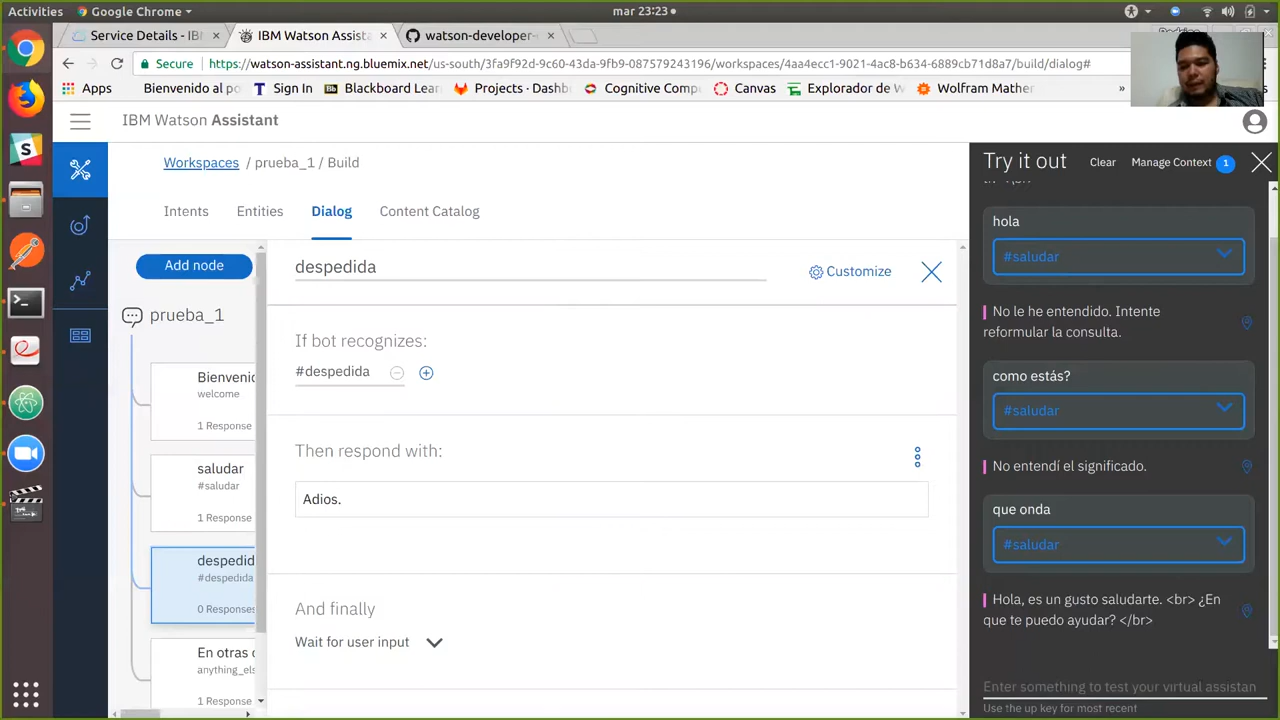 Activities
Google Chrome
mar 23:23
Service Details - IBM
IBM Watson Assista
watson-developer-
Secure
https://watson-assistant.ng.bluemix.net/us-south/3fa9f92d-9c60-43da-9fb9-087579243196/workspaces/4aa4ecc1-9021-4ac8-b634-6889cb71d8a7/build/dialog#
Apps
Bienvenido al po
Sign In
Blackboard Lear
Projects · Dashb
Cognitive Compu
Canvas
Explorador de
Wolfram Mather
»
IBM Watson Assistant
Workspaces / prueba_1 / Build
Intents
Entities
Dialog
Content Catalog
Add node
prueba_1
Bienvenid
welcome
1 Response
saludar
#saludar
1 Response
despedid
#despedida
0 Responses
En otras
anything_els
1 Response
despedida
Customize
If bot recognizes:
#despedida
Then respond with:
Adios.
And finally
Wait for user input
Try it out
Clear
Manage Context
1
hola
#saludar
No le he entendido. Intente
reformular la consulta.
como estás?
#saludar
No entendí el significado.
que onda
#saludar
Hola, es un gusto saludarte. <br> ¿En
que te puedo ayudar? </br>
Enter something to test your virtual assistan
Use the up key for most recent